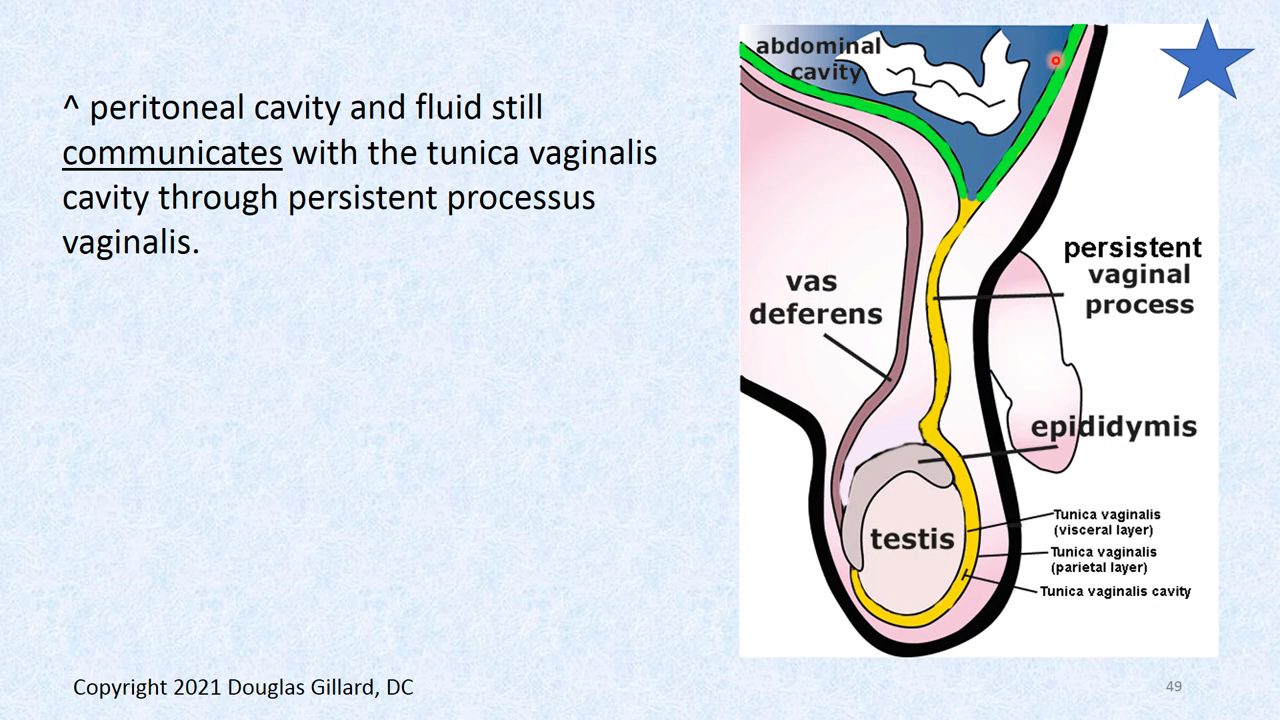 ^ peritoneal cavity and fluid still
communicates with the tunica vaginalis
cavity through persistent processus
vaginalis.
abdominal
cavity
persistent
vaginal
process
vas
deferens
epididymis
Tunica vaginalis
(visceral layer)
testis
Tunica vaginalis
(parietal layer)
Tunica vaginalis cavity
Copyright 2021 Douglas Gillard, DC
49